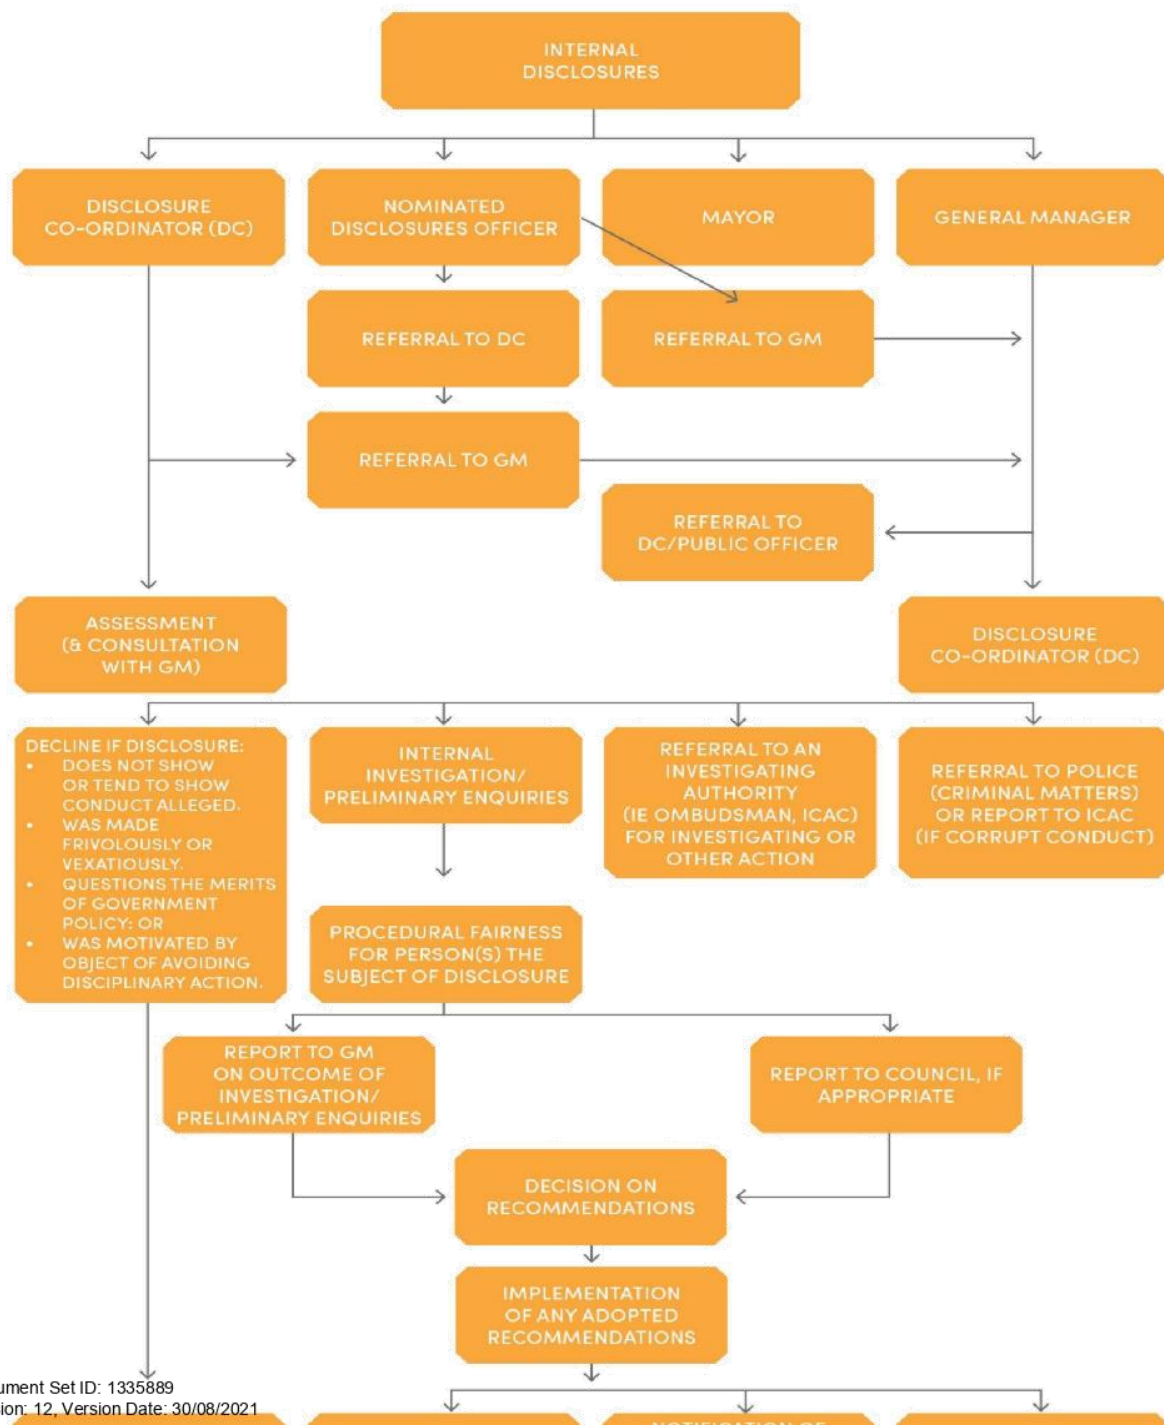 INTERNAL
DISCLOSURES
DISCLOSURE
CO-ORDINATOR (DC)
NOMINATED
DISCLOSURES OFFICER
MAYOR
GENERAL MANAGER
REFERRAL TO DC
REFERRAL TO GM
REFERRAL TO GM
REFERRAL TO
DC/PUBLIC OFFICER
ASSESSMENT
(& CONSULTATION
WITH GM)
DISCLOSURE
CO-ORDINATOR (DC)
DECLINE IF DISCLOSURE:
• DOES NOT SHOW
OR TEND TO SHOW
CONDUCT ALLEGED.
• WAS MADE
FRIVOLOUSLY OR
VEXATIOUSLY.
• QUESTIONS THE MERITS
OF GOVERNMENT
POLICY: OR
• WAS MOTIVATED BY
OBJECT OF AVOIDING
DISCIPLINARY ACTION.
INTERNAL
INVESTIGATION/
PRELIMINARY ENQUIRIES
REFERRAL TO AN
INVESTIGATING
AUTHORITY
(IE OMBUDSMAN, ICAC)
FOR INVESTIGATING OR
OTHER ACTION
REFERRAL TO POLICE
(CRIMINAL MATTERS)
OR REPORT TO ICAC
(IF CORRUPT CONDUCT)
PROCEDURAL FAIRNESS
FOR PERSON(S) THE
SUBJECT OF DISCLOSURE
REPORT TO GM
ON OUTCOME OF
INVESTIGATION/
PRELIMINARY ENQUIRIES
REPORT TO COUNCIL, IF
APPROPRIATE
DECISION ON
RECOMMENDATIONS
IMPLEMENTATION
OF ANY ADOPTED
RECOMMENDATIONS
ument Set ID: 1335889
sion: 12, Version Date: 30/08/2021
NOTIFICATION OF